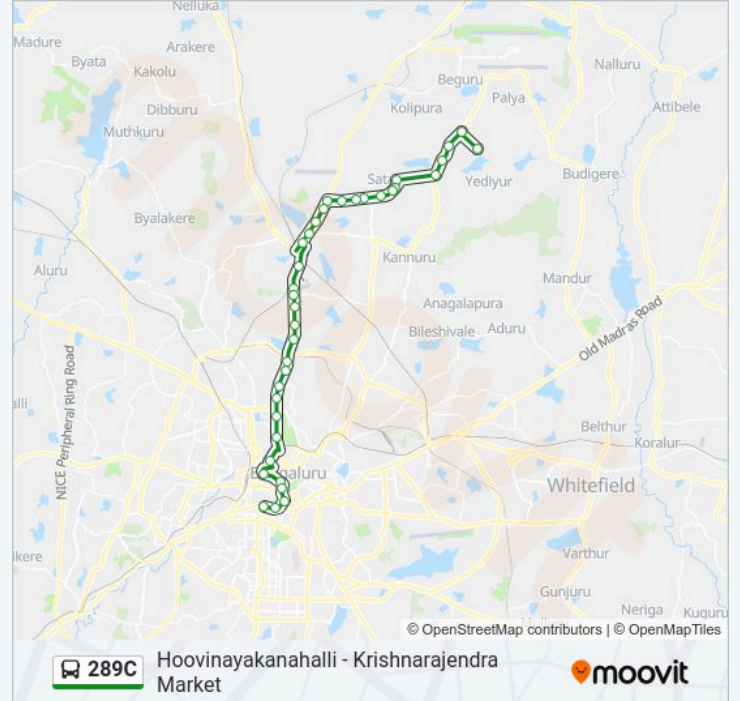 Nelluka
Madure
Arakere
Byata
Kakolu
Beguru
Nalluru
Palya
Kolipura
Attibele
Dibburu
Muthkuru
Yediyur
Budigere
Byalakere
Kannuru
Aluru
Mandur
Anagalapura
Bileshivale
Aduru
Old Madras Road
NICE Peripheral Ring Road
alli
Belthur
Koralur
Whitefield
ikere
Varthur
Gunjuru
Neriga
Kuguru
© OpenStreetMap contributors | © OpenMapTiles
289C
Hoovinayakanahalli - Krishnarajendra
Market
moovit